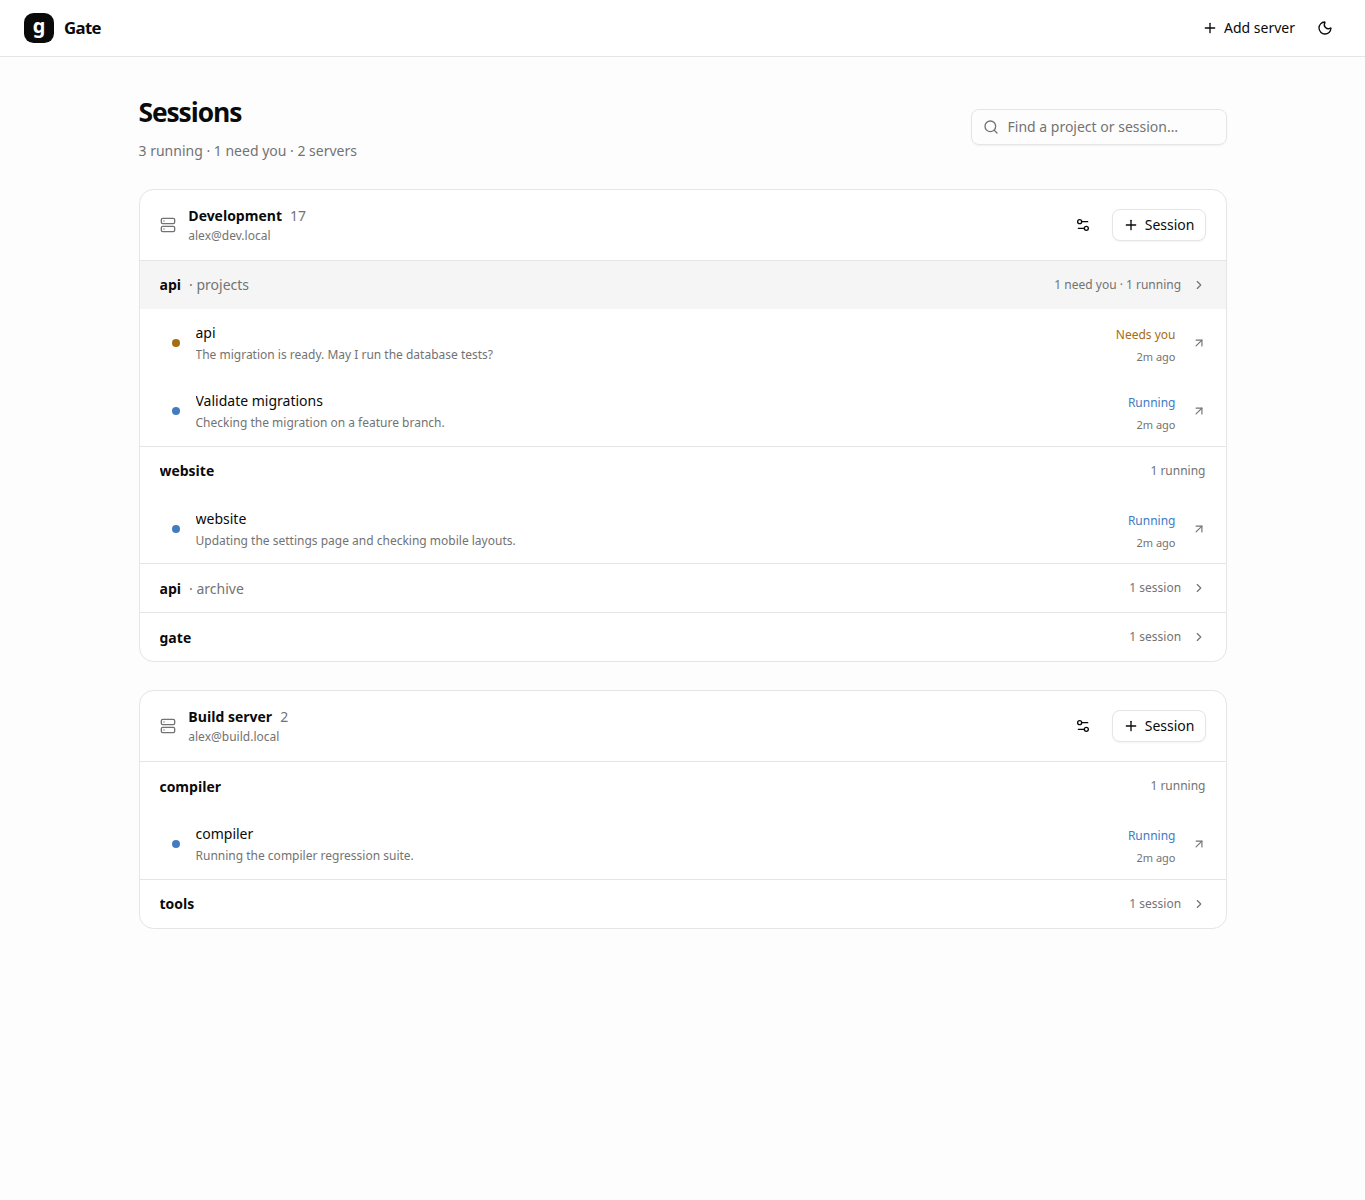 g Gate
+ Add server
Sessions
3 running · 1 need you · 2 servers
Find a project or session...
Development 17
alex@dev.local
+ Session
api · projects
1 need you · 1 running
api
Needs you
The migration is ready. May I run the database tests?
2m ago
Validate migrations
Running
Checking the migration on a feature branch.
2m ago
website
1 running
website
Running
Updating the settings page and checking mobile layouts.
2m ago
api · archive
1 session
gate
1 session
Build server 2
alex@build.local
+ Session
compiler
1 running
compiler
Running
Running the compiler regression suite.
2m ago
tools
1 session